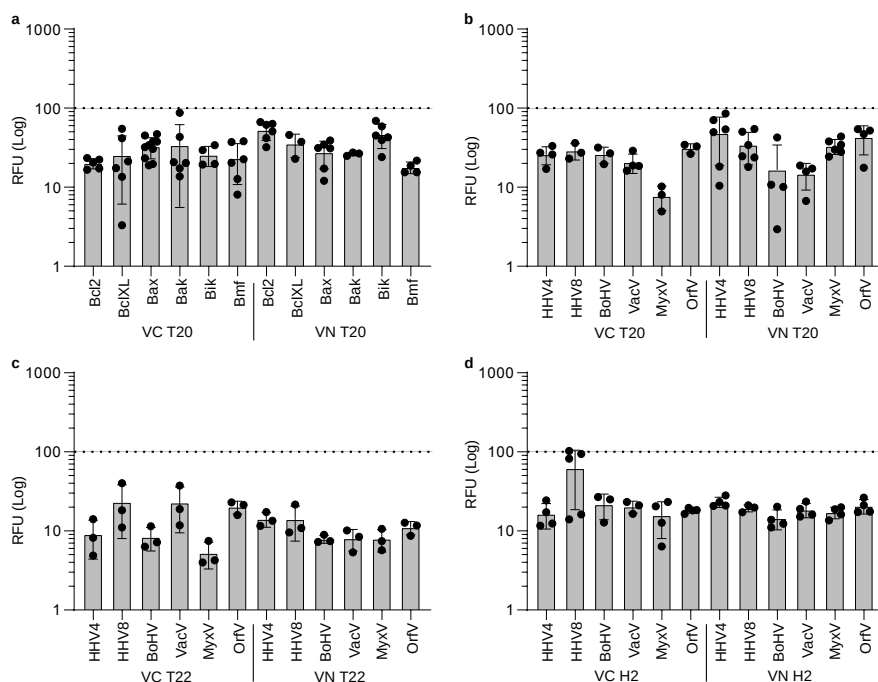 a
1000
100
10
1
RFU (Log)
Bcl2
BclXL
Bax
Bak
Bik
Bmf
Bcl2
BclXL
Bax
Bak
Bik
Bmf
VC T20
VN T20
b
1000
100
10
1
RFU (Log)
HHV4
HHV8
BoHV
VacV
MyxV
OrfV
HHV4
HHV8
BoHV
VacV
MyxV
OrfV
VC T20
VN T20
c
1000
100
10
1
RFU (Log)
HHV4
HHV8
BoHV
VacV
MyxV
OrfV
HHV4
HHV8
BoHV
VacV
MyxV
OrfV
VC T22
VN T22
d
1000
100
10
1
RFU (Log)
HHV4
HHV8
BoHV
VacV
MyxV
OrfV
HHV4
HHV8
BoHV
VacV
MyxV
OrfV
VC H2
VN H2